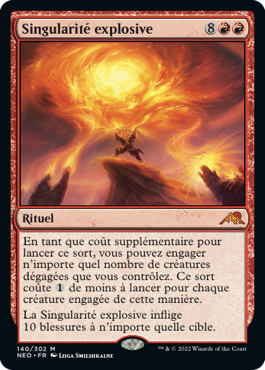 Singularité explosive 8
Rituel
En tant que coût supplémentaire pour
lancer ce sort, vous pouvez engager
n'importe quel nombre de créatures
dégagées que vous contrôlez. Ce sort
coûte 1 de moins à lancer pour chaque
créature engagée de cette manière.
La Singularité explosive inflige
10 blessures à n'importe quelle cible.
140/302 M
NEO • FR Liiga Smilshkalne
™ & © 2022 Wizards of the Coast